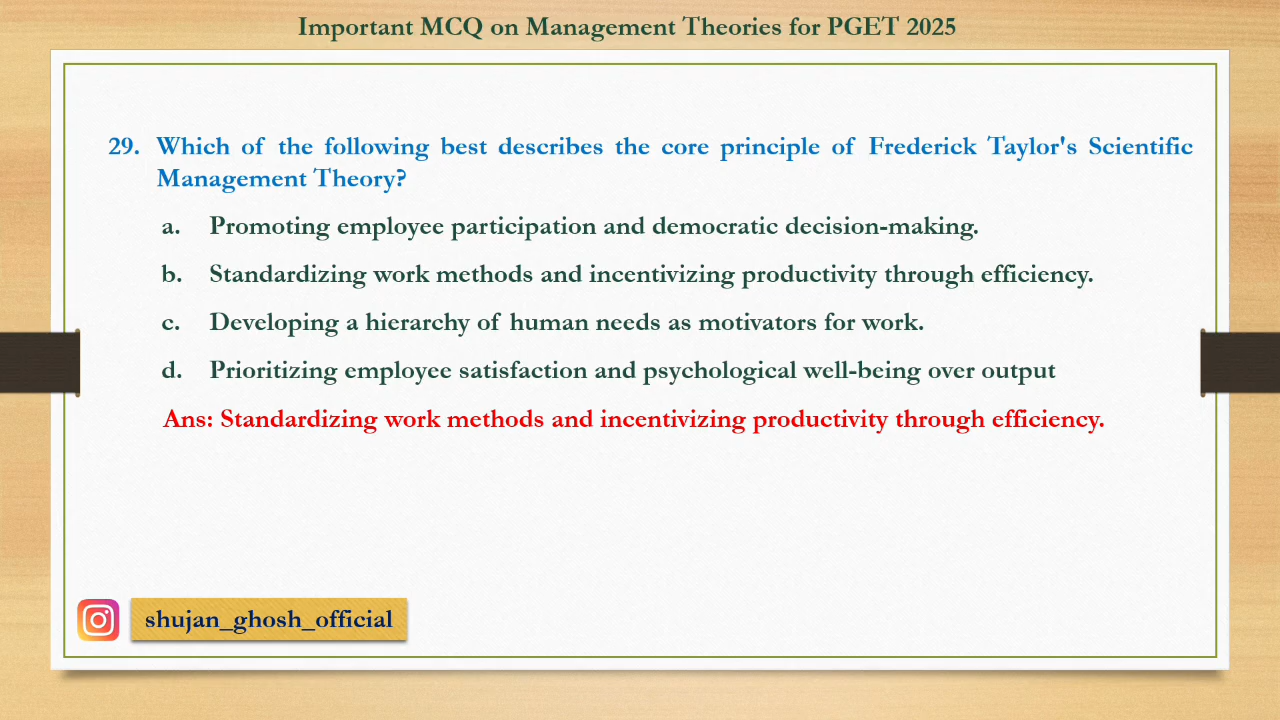 Important MCQ on Management Theories for PGET 2025
29. Which of the following best describes the core principle of Frederick Taylor's Scientific
Management Theory?
a. Promoting employee participation and democratic decision-making.
b. Standardizing work methods and incentivizing productivity through efficiency.
c. Developing a hierarchy of human needs as motivators for work.
d. Prioritizing employee satisfaction and psychological well-being over output
Ans: Standardizing work methods and incentivizing productivity through efficiency.
shujan_ghosh_official